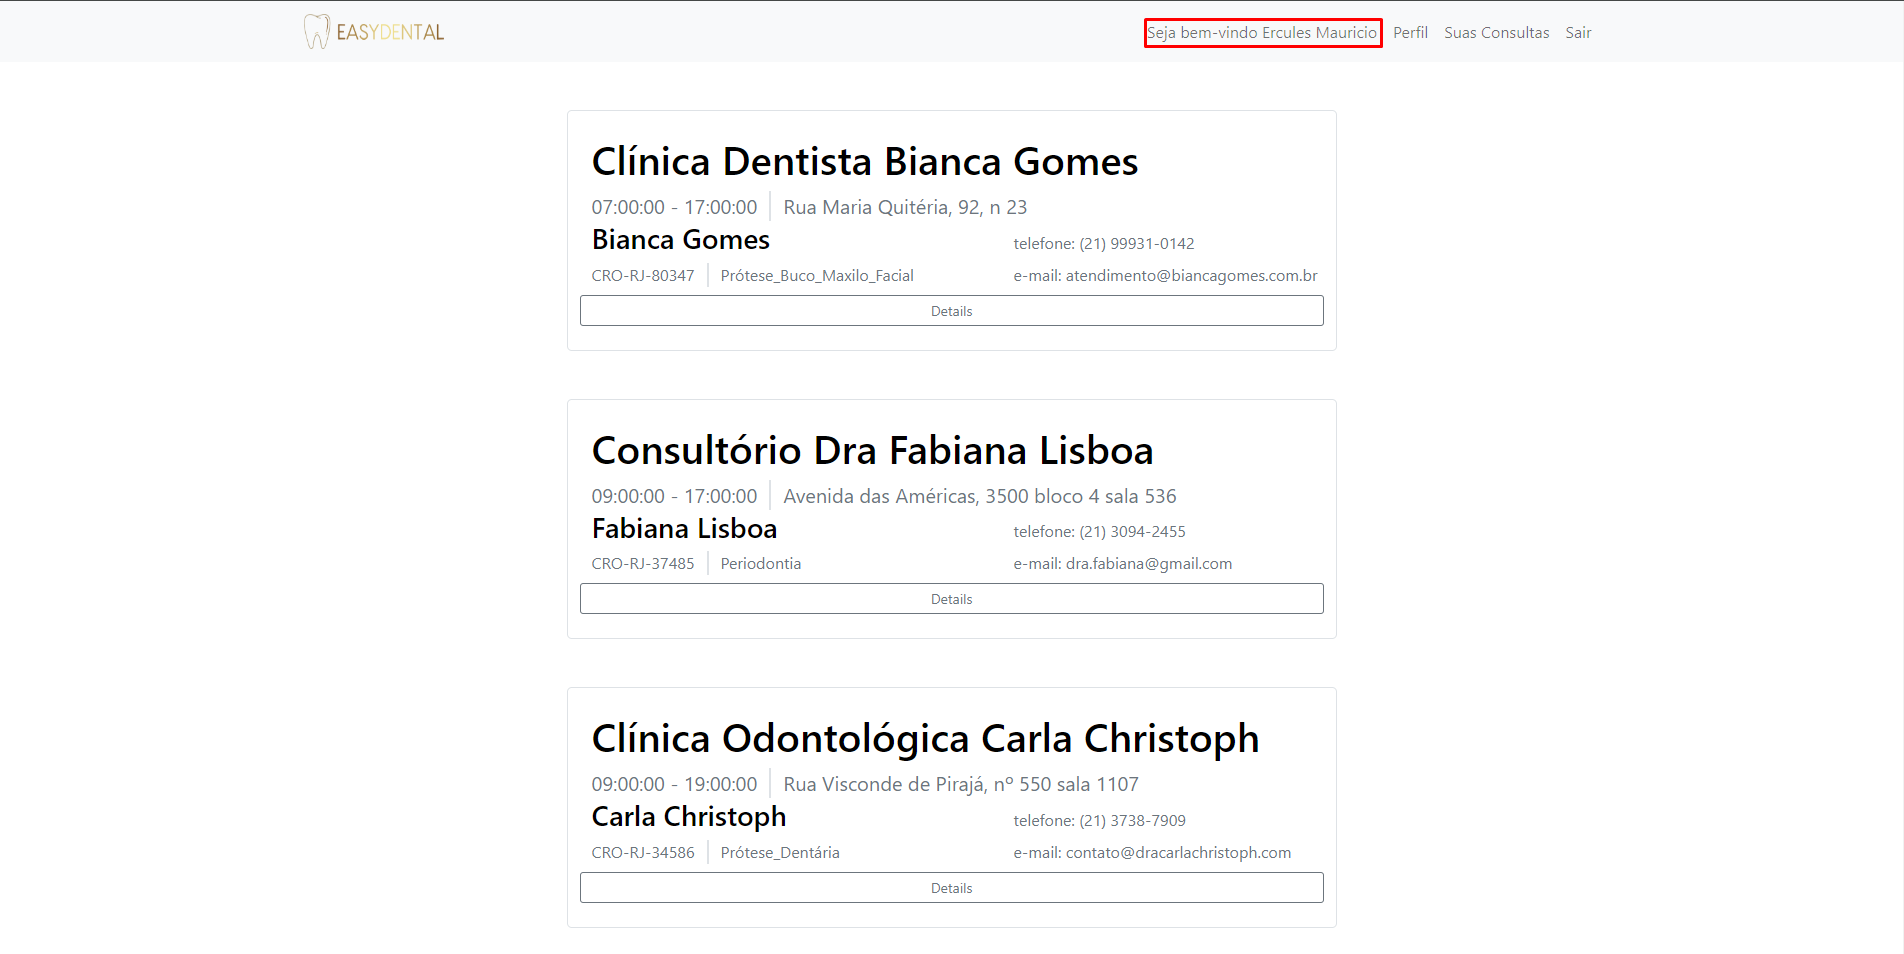 EASYDENTAL
Seja bem-vindo Ercules Mauricio Perfil Suas Consultas Sair
Clínica Dentista Bianca Gomes
07:00:00 - 17:00:00 Rua Maria Quitéria, 92, n 23
Bianca Gomes telefone: (21) 99931-0142
CRO-RJ-80347 Prótese_Buco_Maxilo_Facial e-mail: atendimento@biancagomes.com.br
Details
Consultório Dra Fabiana Lisboa
09:00:00 - 17:00:00 Avenida das Américas, 3500 bloco 4 sala 536
Fabiana Lisboa telefone: (21) 3094-2455
CRO-RJ-37485 Periodontia e-mail: dra.fabiana@gmail.com
Details
Clínica Odontológica Carla Christoph
09:00:00 - 19:00:00 Rua Visconde de Pirajá, nº 550 sala 1107
Carla Christoph telefone: (21) 3738-7909
CRO-RJ-34586 Prótese_Dentária e-mail: contato@dracarlachristoph.com
Details